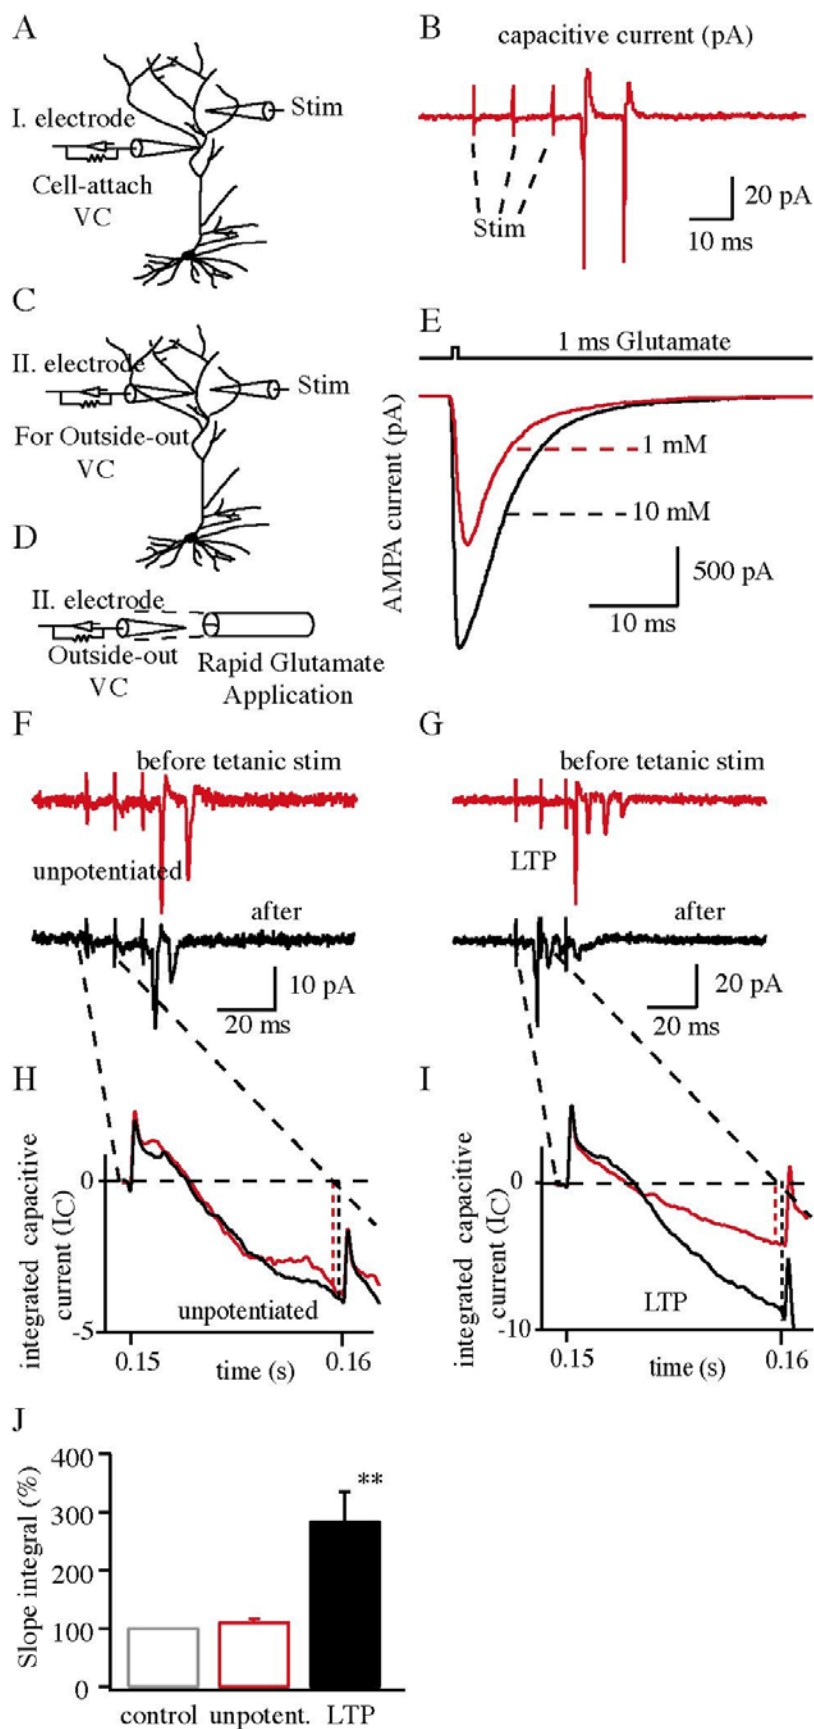 A
Stim
I. electrode
Cell-attach
VC
B
capacitive current (pA)
Stim
20 pA
10 ms
C
II. electrode
Stim
For Outside-out
VC
D
II. electrode
Outside-out
VC
Rapid Glutamate
Application
E
1 ms Glutamate
AMPA current (pA)
1 mM
10 mM
500 pA
10 ms
F
before tetanic stim
unpotentiated
after
10 pA
20 ms
G
before tetanic stim
LTP
after
20 pA
20 ms
H
integrated capacitive
current (IC)
0
-5
unpotentiated
0.15
time (s)
0.16
I
integrated capacitive
current (IC)
0
-10
LTP
0.15
time (s)
0.16
J
Slope integral (%)
400
300
200
100
0
**
control unpotent. LTP